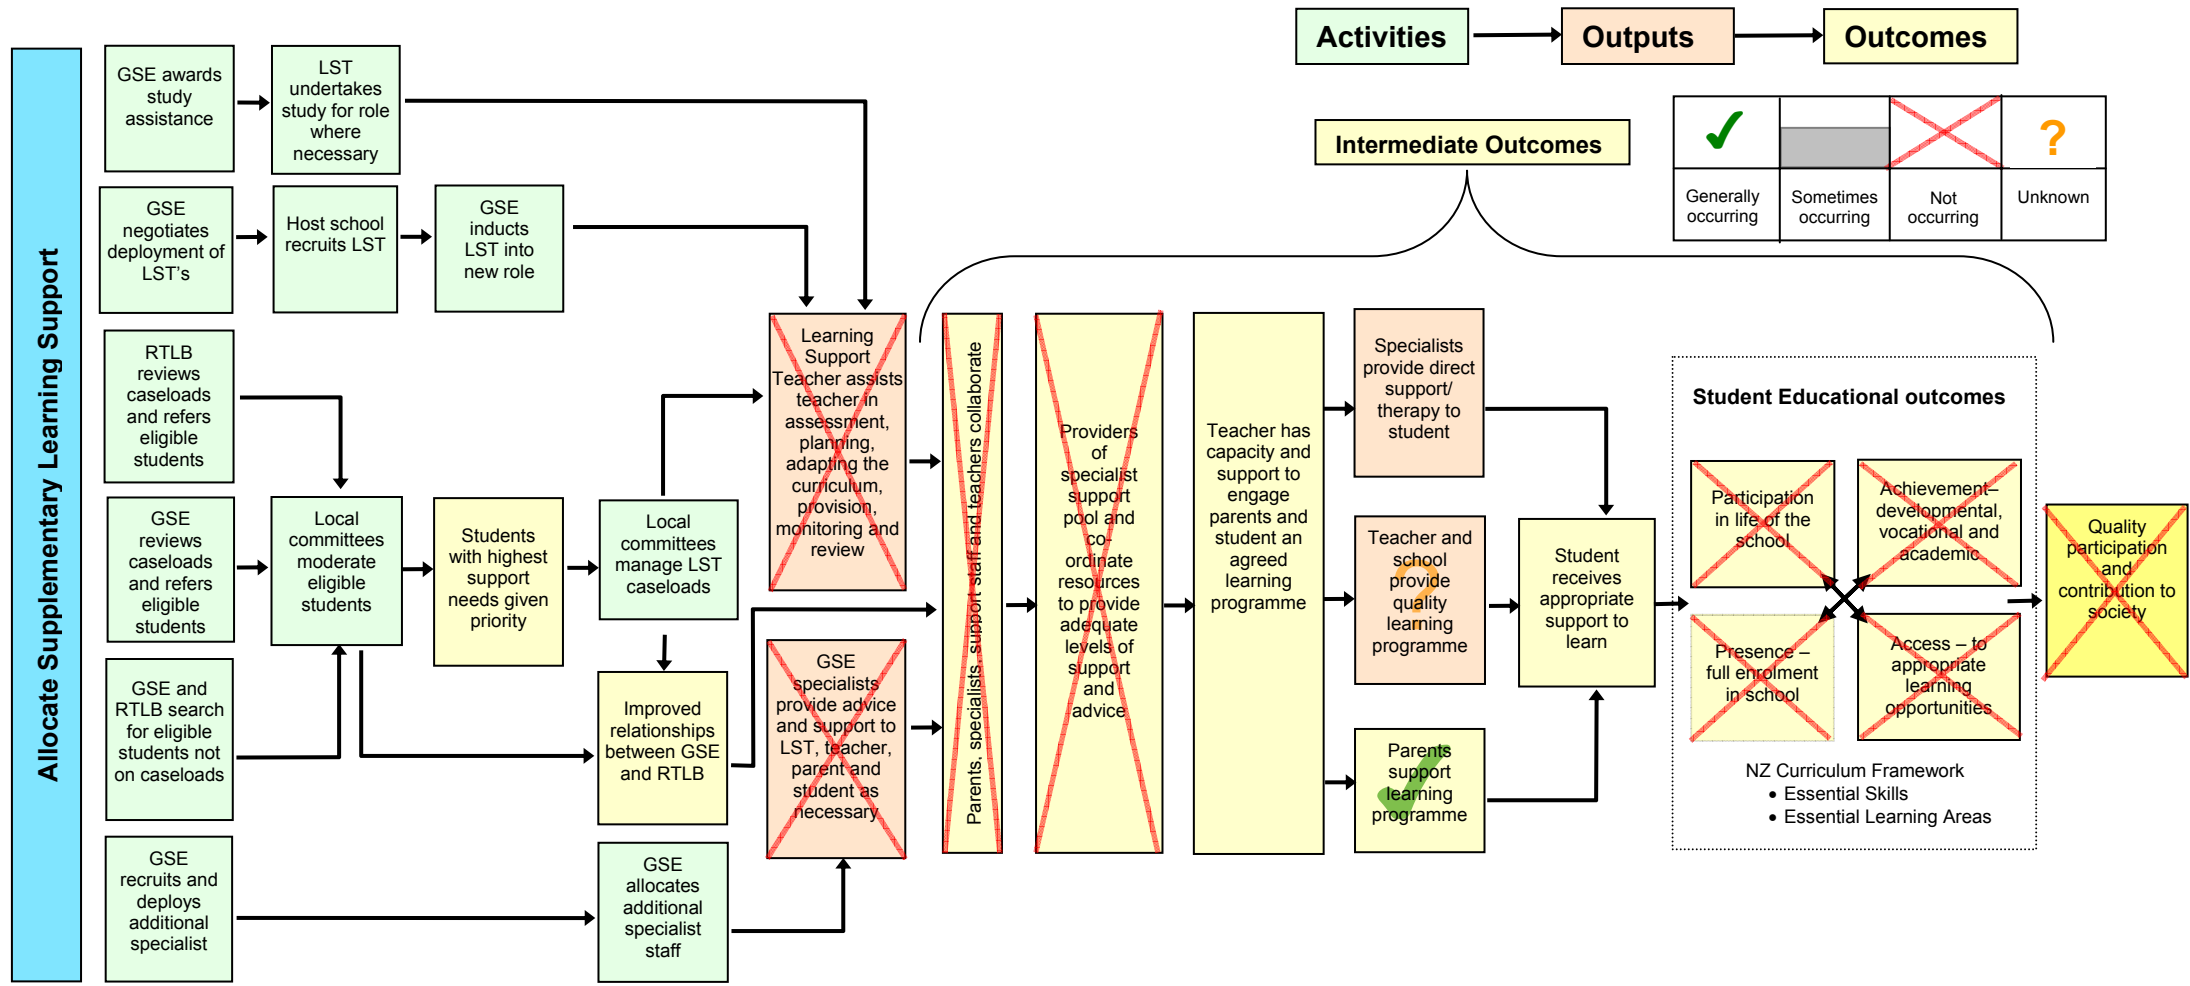 Activities
Outputs
Outcomes
Generally
occurring
Sometimes
occurring
Not
occurring
?
Unknown
Intermediate Outcomes
Allocate Supplementary Learning Support
GSE awards
study
assistance
LST
undertakes
study for role
where
necessary
GSE
negotiates
deployment of
LST's
Host school
recruits LST
GSE
inducts
LST into
new role
RTLB
reviews
caseloads
and refers
eligible
students
GSE
reviews
caseloads
and refers
eligible
students
GSE and
RTLB search
for eligible
students not
on caseloads
GSE
recruits and
deploys
additional
specialist
Local
committees
moderate
eligible
students
Students
with highest
support
needs given
priority
Local
committees
manage LST
caseloads
Improved
relationships
between GSE
and RTLB
GSE
allocates
additional
specialist
staff
Learning
Support
Teacher assists
teacher in
assessment,
planning,
adapting the
curriculum,
provision,
monitoring and
review
GSE
specialists
provide advice
and support to
LST, teacher,
parent and
student as
necessary
Parents, specialists, support staff and teachers collaborate
Providers
of
specialist
support
pool and
co-
ordinate
resources
to provide
adequate
levels of
support
and
advice
Teacher has
capacity and
support to
engage
parents and
student an
agreed
learning
programme
Specialists
provide direct
support/
therapy to
student
Teacher and
school
provide
quality
learning
programme
?
Parents
support
learning
programme
Student
receives
appropriate
support to
learn
Student Educational outcomes
Participation
in life of the
school
Achievement–
developmental,
vocational and
academic
Presence –
full enrolment
in school
Access – to
appropriate
learning
opportunities
NZ Curriculum Framework
• Essential Skills
• Essential Learning Areas
Quality
participation
and
contribution to
society